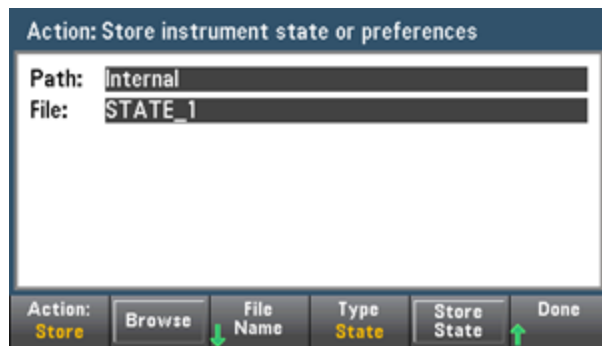 Action: Store instrument state or preferences
Path: Internal
File: STATE_1
Action: Browse File Type Store Done
Store Name State State